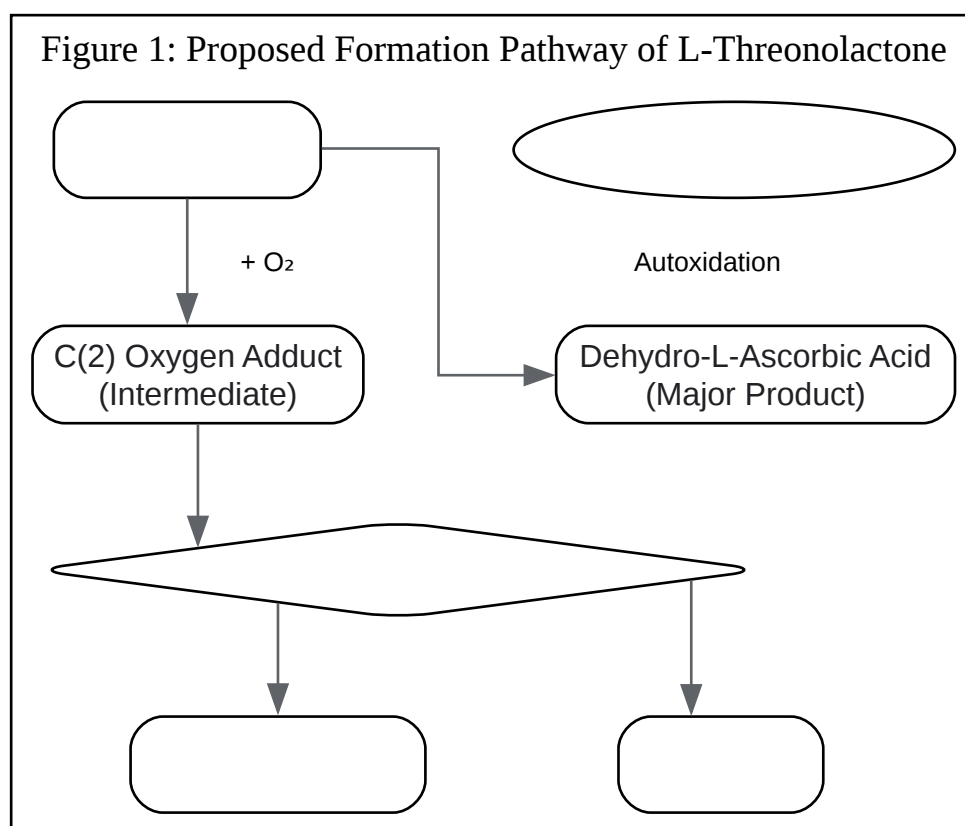 Figure 1: Proposed Formation Pathway of L-Threonolactone
+ O₂
Autoxidation
C(2) Oxygen Adduct
(Intermediate)
Dehydro-L-Ascorbic Acid
(Major Product)